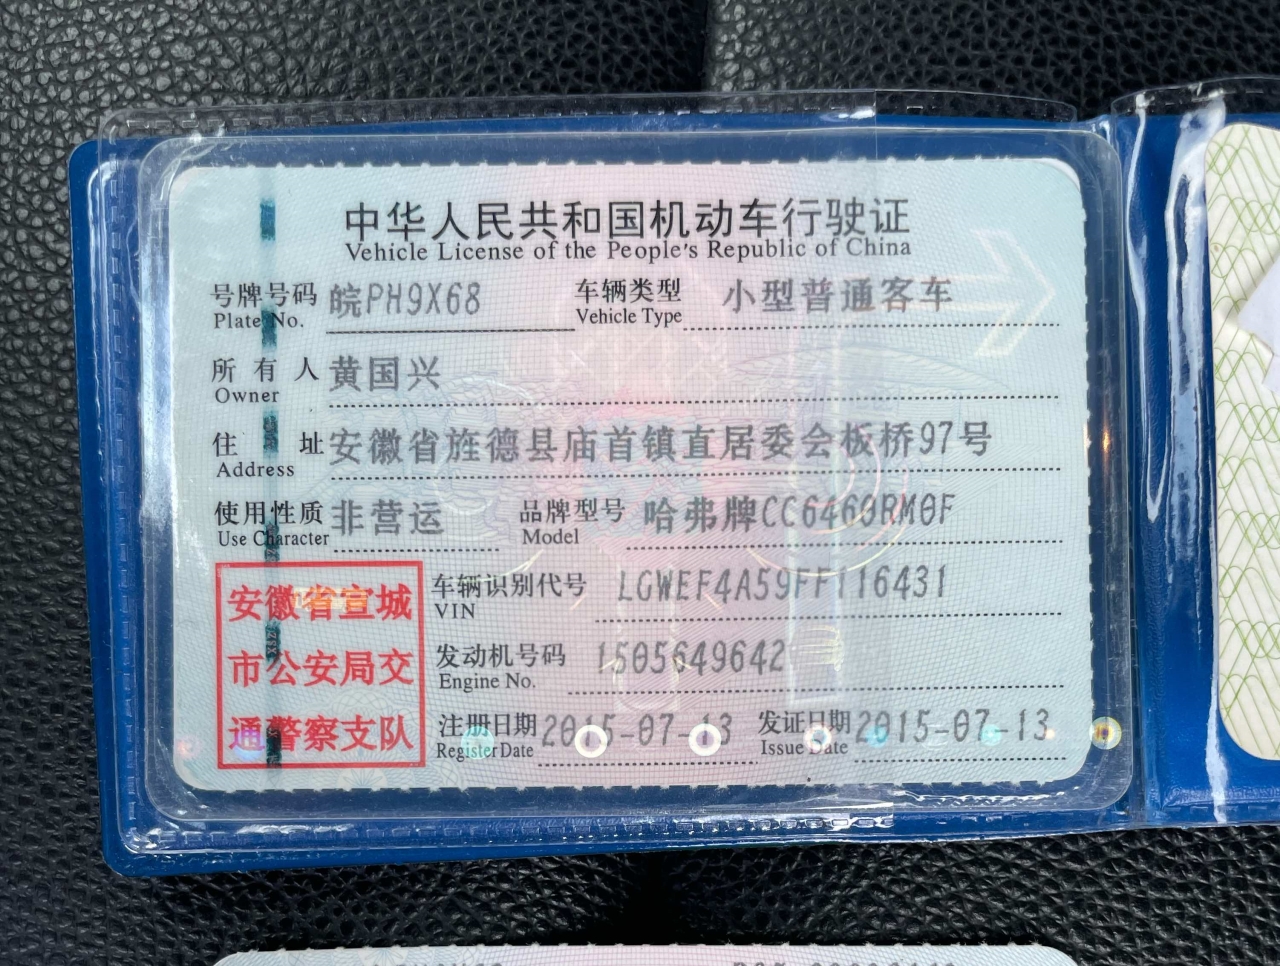 中华人民共和国机动车行驶证
Vehicle License of the People's Republic of China
号牌号码 皖PH9X68 车辆类型 小型普通客车
Plate No. Vehicle Type
所有人 黄国兴
Owner
住址 安徽省旌德县庙首镇直居委会板桥97号
Address
使用性质 非营运 品牌型号 哈弗牌CC6460RM0F
Use Character Model
安徽省宣城
市公安局交
通警察支队
车辆识别代号 LGWEF4A59FF116431
VIN
发动机号码 1505649642
Engine No.
注册日期 2015-07-13 发证日期 2015-07-13
Register Date Issue Date